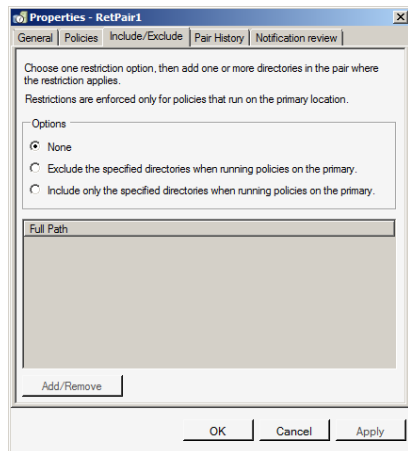 Properties - RetPair1
General Policies Include/Exclude Pair History Notification review
Choose one restriction option, then add one or more directories in the pair where
the restriction applies.
Restrictions are enforced only for policies that run on the primary location.
Options
None
Exclude the specified directories when running policies on the primary.
Include only the specified directories when running policies on the primary.
Full Path
Add/Remove
OK Cancel Apply